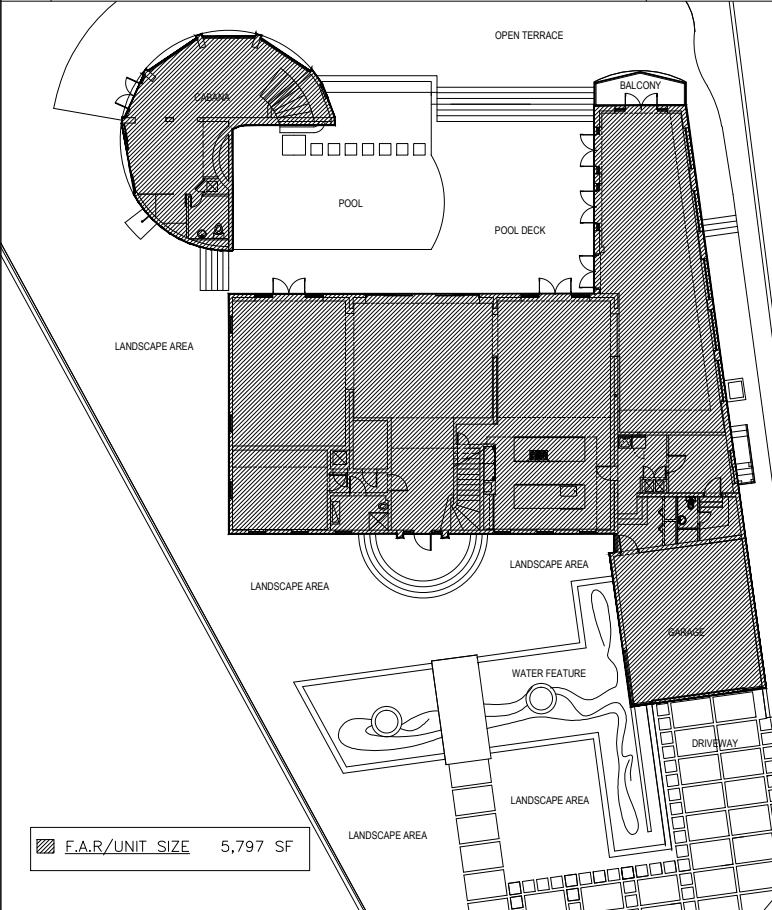 OPEN TERRACE
BALCONY
CABANA
POOL
POOL DECK
LANDSCAPE AREA
LANDSCAPE AREA
LANDSCAPE AREA
GARAGE
WATER FEATURE
DRIVEWAY
LANDSCAPE AREA
LANDSCAPE AREA
F.A.R/UNIT SIZE 5,797 SF